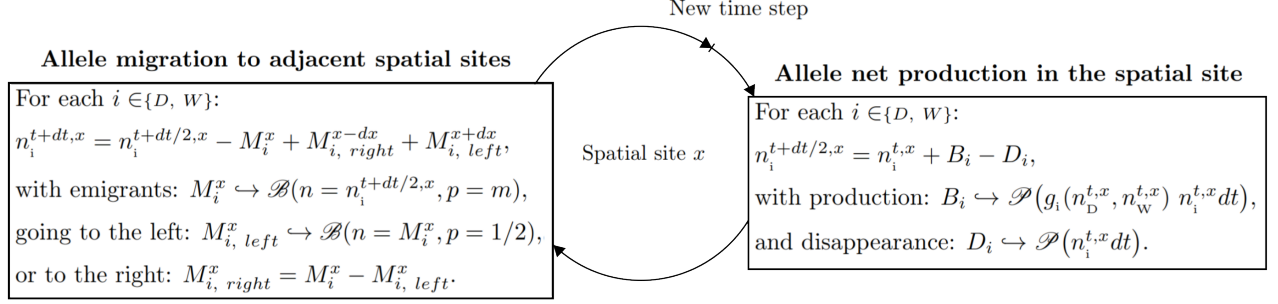 New time step
Allele migration to adjacent spatial sites
For each i ∈{D, W}:
n_i^{t+dt,x} = n_i^{t+dt/2,x} − M_i^x + M_{i, right}^{x−dx} + M_{i, left}^{x+dx},
with emigrants: M_i^x ↪ ℬ(n = n_i^{t+dt/2,x}, p = m),
going to the left: M_{i, left}^x ↪ ℬ(n = M_i^x, p = 1/2),
or to the right: M_{i, right}^x = M_i^x − M_{i, left}^x.
Spatial site x
Allele net production in the spatial site
For each i ∈{D, W}:
n_i^{t+dt/2,x} = n_i^{t,x} + B_i − D_i,
with production: B_i ↪ 𝒫(g_i(n_D^{t,x}, n_W^{t,x}) n_i^{t,x}dt),
and disappearance: D_i ↪ 𝒫(n_i^{t,x}dt).